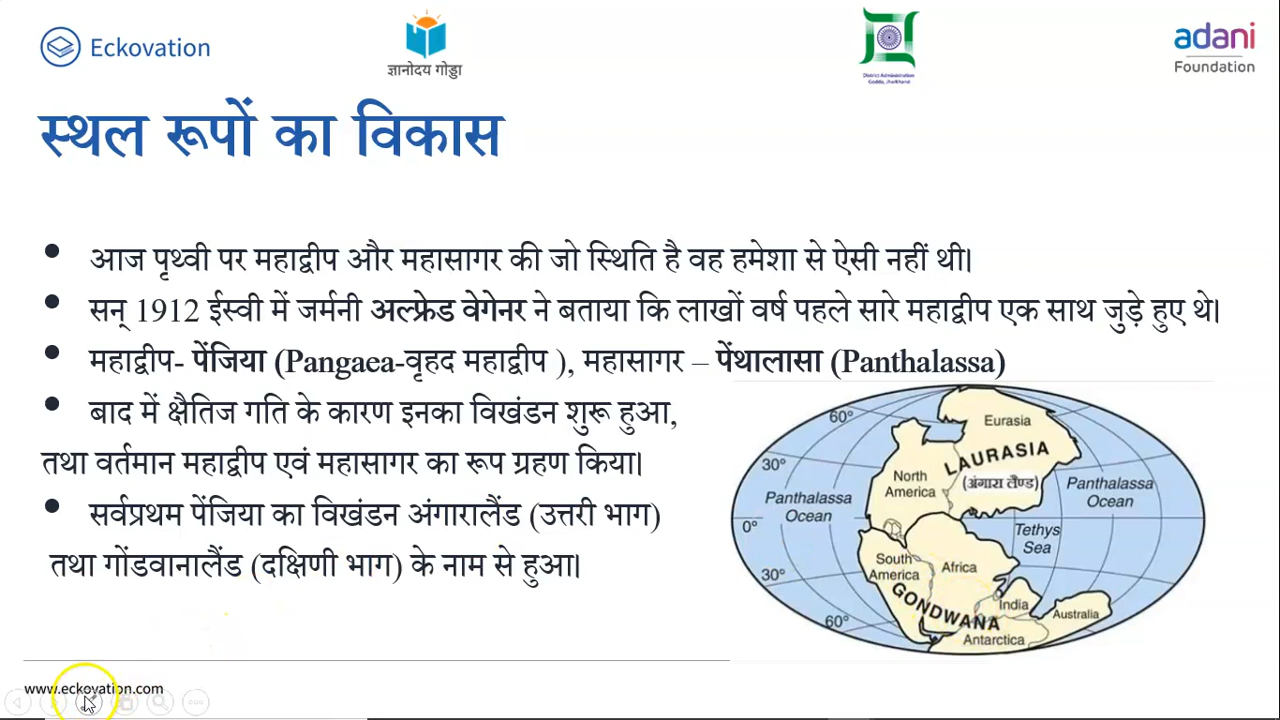 Eckovation
ज्ञानोदय गोड्डा
District Administration
Godda, Jharkhand
adani
Foundation
स्थल रूपों का विकास
• आज पृथ्वी पर महाद्वीप और महासागर की जो स्थिति है वह हमेशा से ऐसी नहीं थी।
• सन् 1912 ईस्वी में जर्मनी अल्फ्रेड वेगेनर ने बताया कि लाखों वर्ष पहले सारे महाद्वीप एक साथ जुड़े हुए थे।
• महाद्वीप- पेंजिया (Pangaea-वृहद महाद्वीप ), महासागर – पेंथालासा (Panthalassa)
• बाद में क्षैतिज गति के कारण इनका विखंडन शुरू हुआ,
तथा वर्तमान महाद्वीप एवं महासागर का रूप ग्रहण किया।
• सर्वप्रथम पेंजिया का विखंडन अंगारालैंड (उत्तरी भाग)
तथा गोंडवानालैंड (दक्षिणी भाग) के नाम से हुआ।
60°
Eurasia
LAURASIA
(अंगारा लैण्ड)
30°
North
America
Panthalassa
Ocean
Panthalassa
Ocean
0°
Tethys
Sea
South
America
Africa
30°
GONDWANA
India
Australia
60°
Antarctica
www.eckovation.com